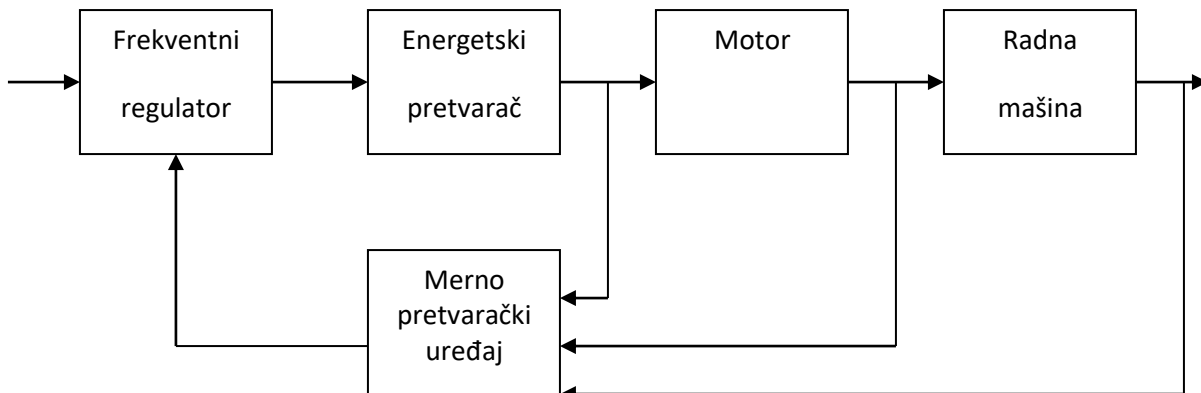 Frekventni
regulator
Energetski
pretvarač
Motor
Radna
mašina
Merno
pretvarački
uređaj